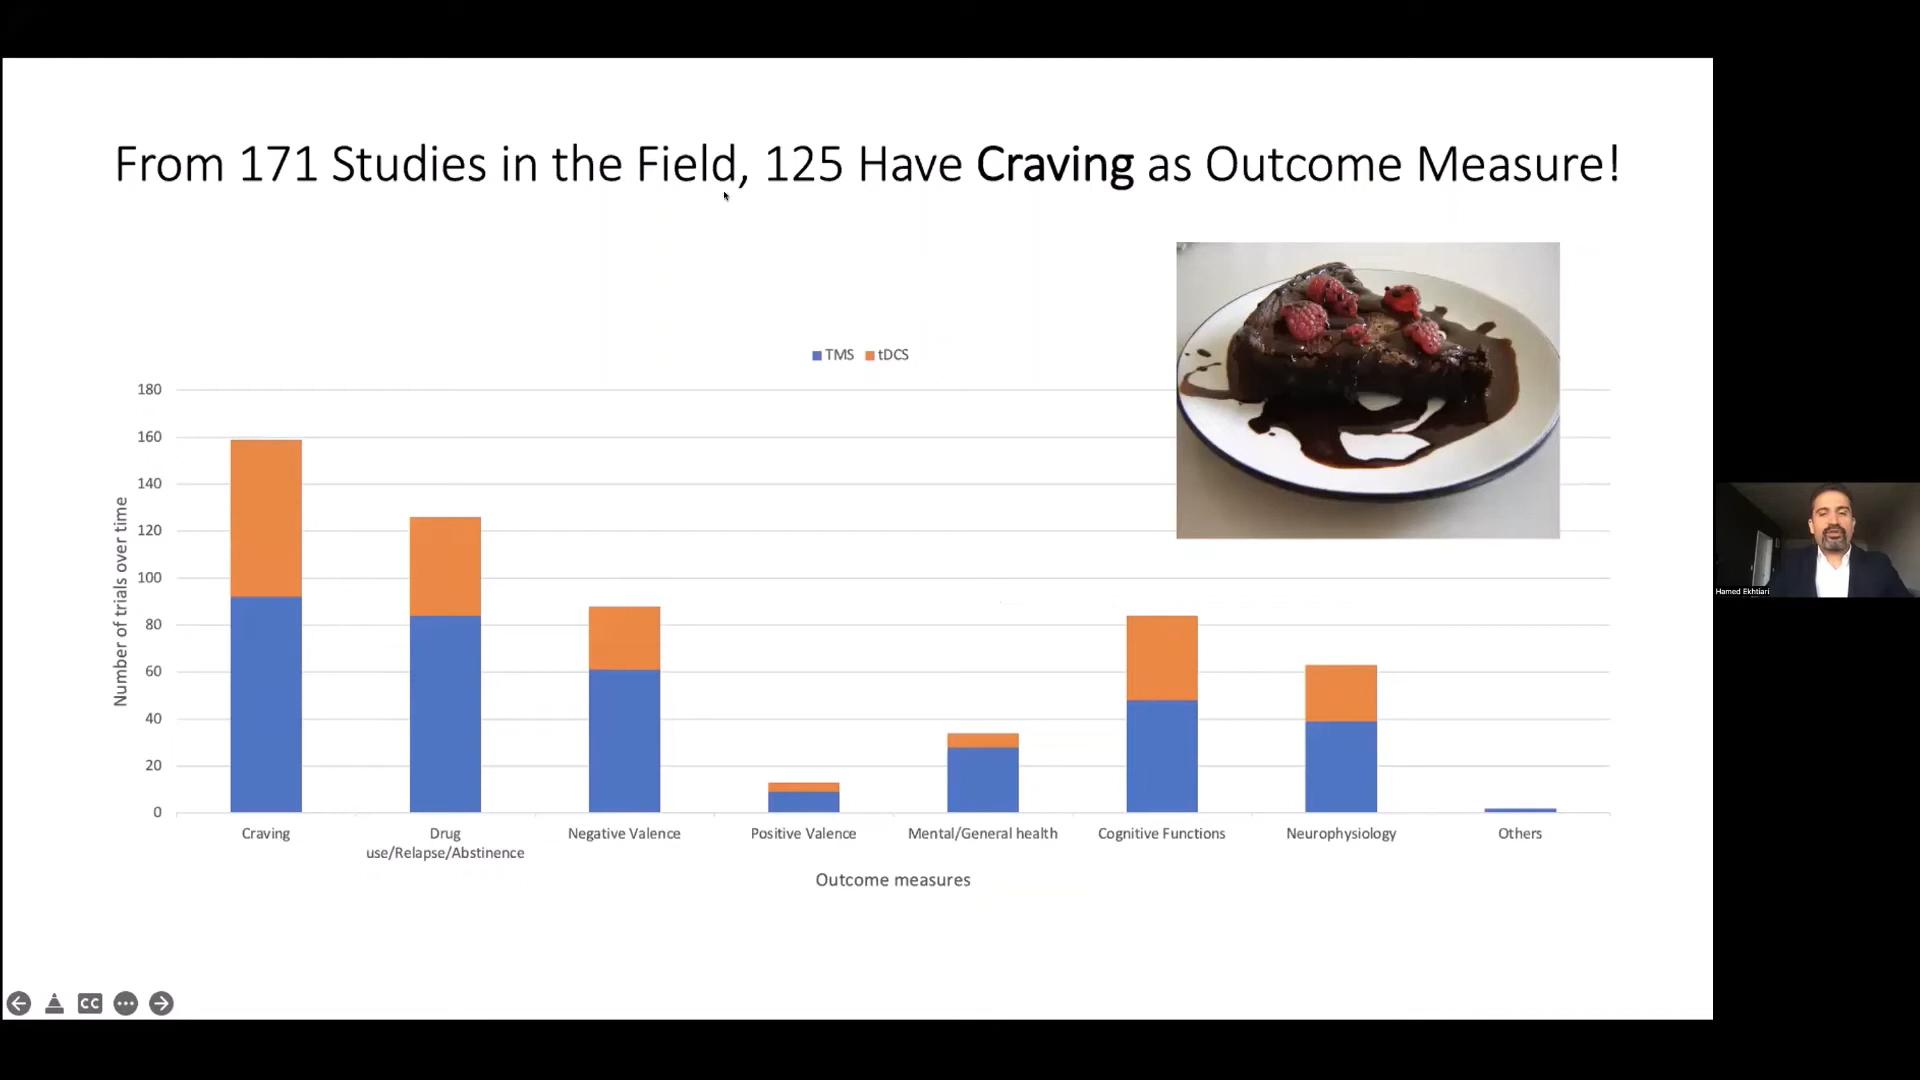 From 171 Studies in the Field, 125 Have Craving as Outcome Measure!
TMS tDCS
180
160
140
120
100
80
60
40
20
0
Number of trials over time
Craving
Drug
use/Relapse/Abstinence
Negative Valence
Positive Valence
Mental/General health
Cognitive Functions
Neurophysiology
Others
Outcome measures
Hamed Ekhtiari
CC